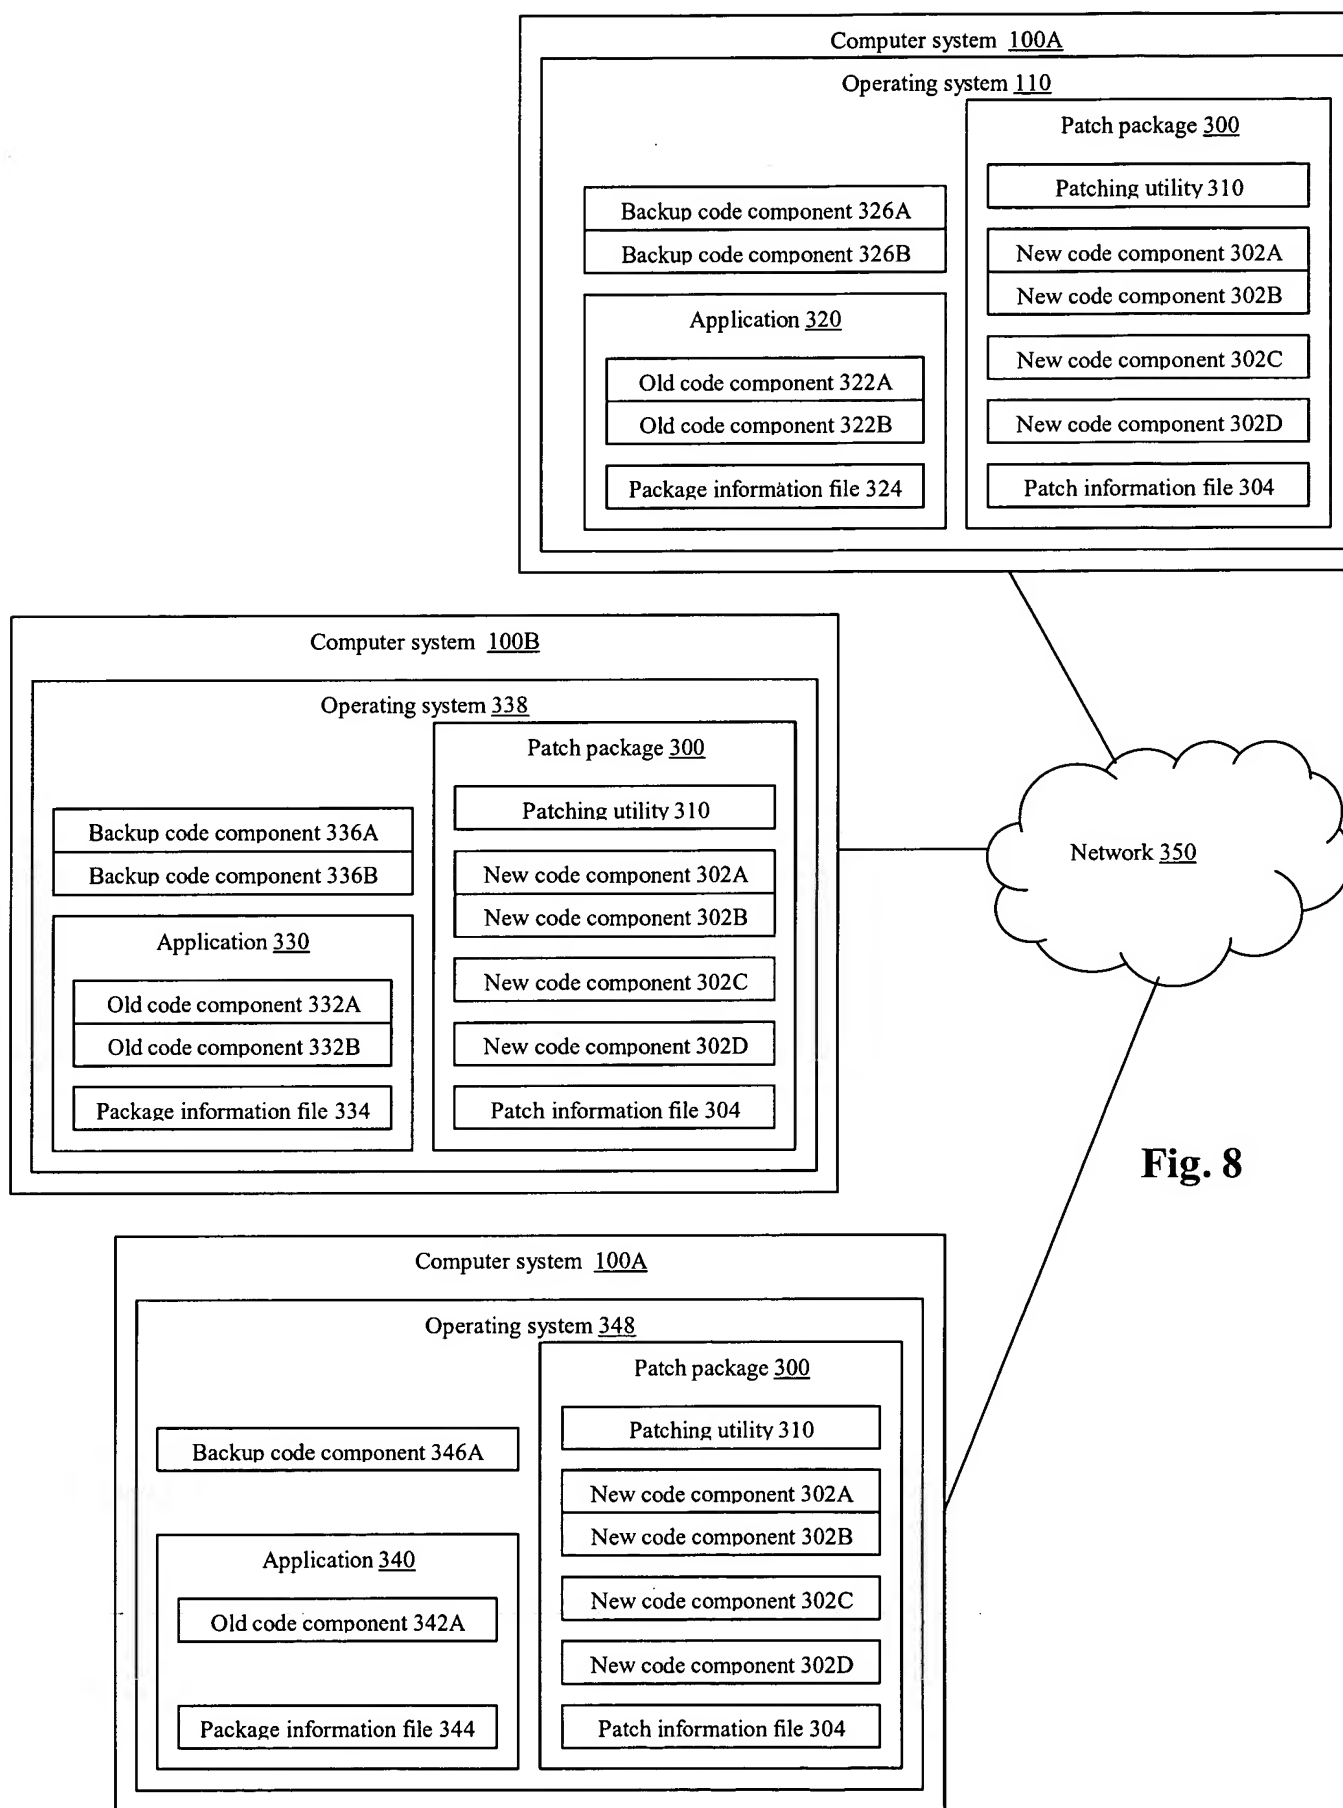 Computer system 100A
Operating system 110
Patch package 300
Patching utility 310
Backup code component 326A
Backup code component 326B
New code component 302A
New code component 302B
Application 320
New code component 302C
Old code component 322A
Old code component 322B
New code component 302D
Package information file 324
Patch information file 304
Computer system 100B
Operating system 338
Patch package 300
Patching utility 310
Backup code component 336A
Backup code component 336B
New code component 302A
New code component 302B
Application 330
New code component 302C
Old code component 332A
Old code component 332B
New code component 302D
Package information file 334
Patch information file 304
Network 350
Fig. 8
Computer system 100A
Operating system 348
Patch package 300
Patching utility 310
Backup code component 346A
New code component 302A
New code component 302B
Application 340
New code component 302C
Old code component 342A
New code component 302D
Package information file 344
Patch information file 304